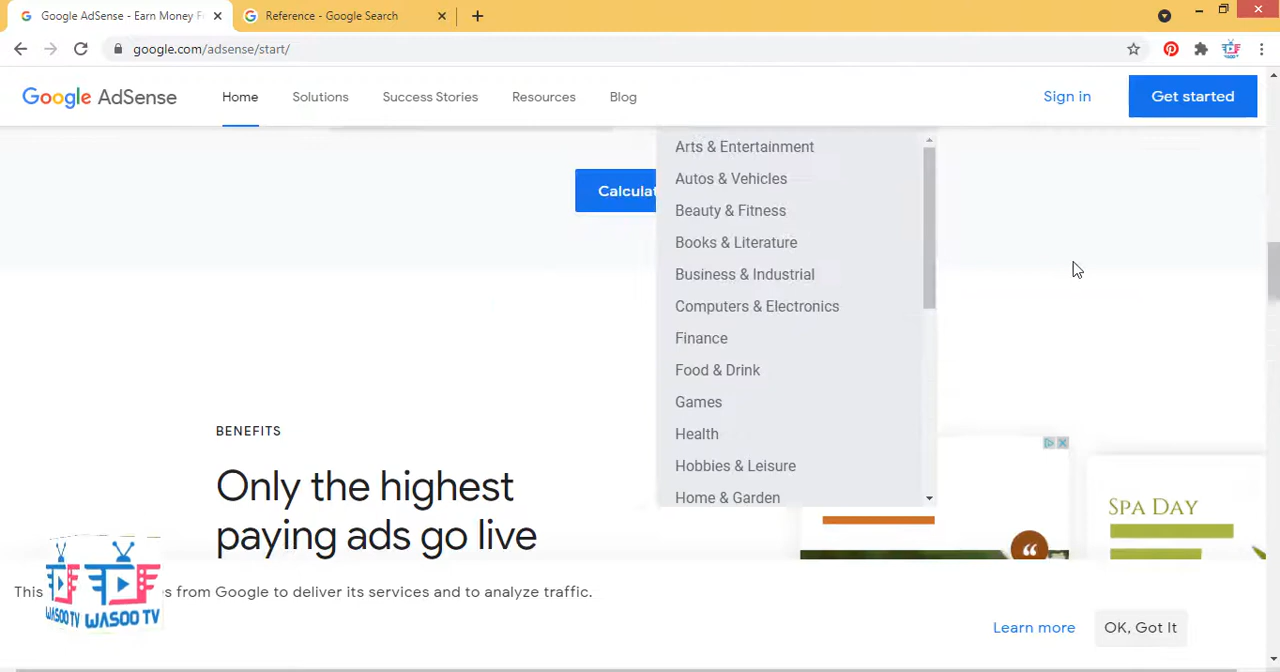 Google AdSense - Earn Money F
Reference - Google Search
google.com/adsense/start/
Google AdSense
Home
Solutions
Success Stories
Resources
Blog
Sign in
Get started
Arts & Entertainment
Autos & Vehicles
Calculat
Beauty & Fitness
Books & Literature
Business & Industrial
Computers & Electronics
Finance
Food & Drink
Games
Health
Hobbies & Leisure
Home & Garden
BENEFITS
Only the highest
paying ads go live
SPA DAY
This s from Google to deliver its services and to analyze traffic.
WASOO TV WASOO TV
Learn more
OK, Got It